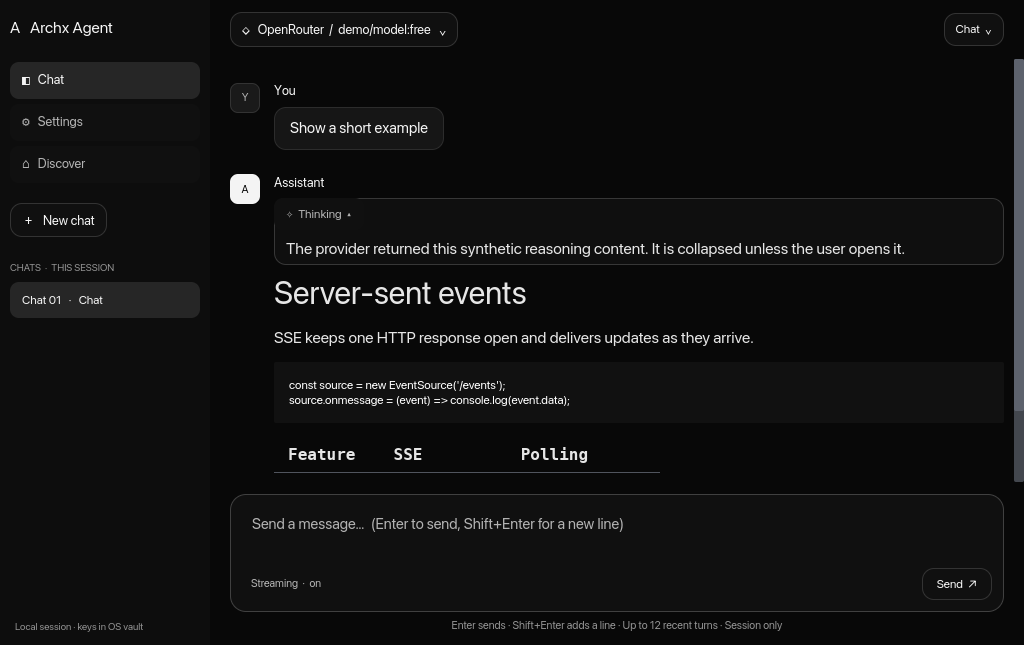 A Archx Agent
Chat
Settings
Discover
+ New chat
CHATS · THIS SESSION
Chat 01 · Chat
Local session · keys in OS vault
OpenRouter / demo/model:free
Chat
Y
You
Show a short example
A
Assistant
Thinking
The provider returned this synthetic reasoning content. It is collapsed unless the user opens it.
Server-sent events
SSE keeps one HTTP response open and delivers updates as they arrive.
const source = new EventSource('/events');
source.onmessage = (event) => console.log(event.data);
Feature SSE Polling
Send a message... (Enter to send, Shift+Enter for a new line)
Streaming · on
Send ↗
Enter sends · Shift+Enter adds a line · Up to 12 recent turns · Session only